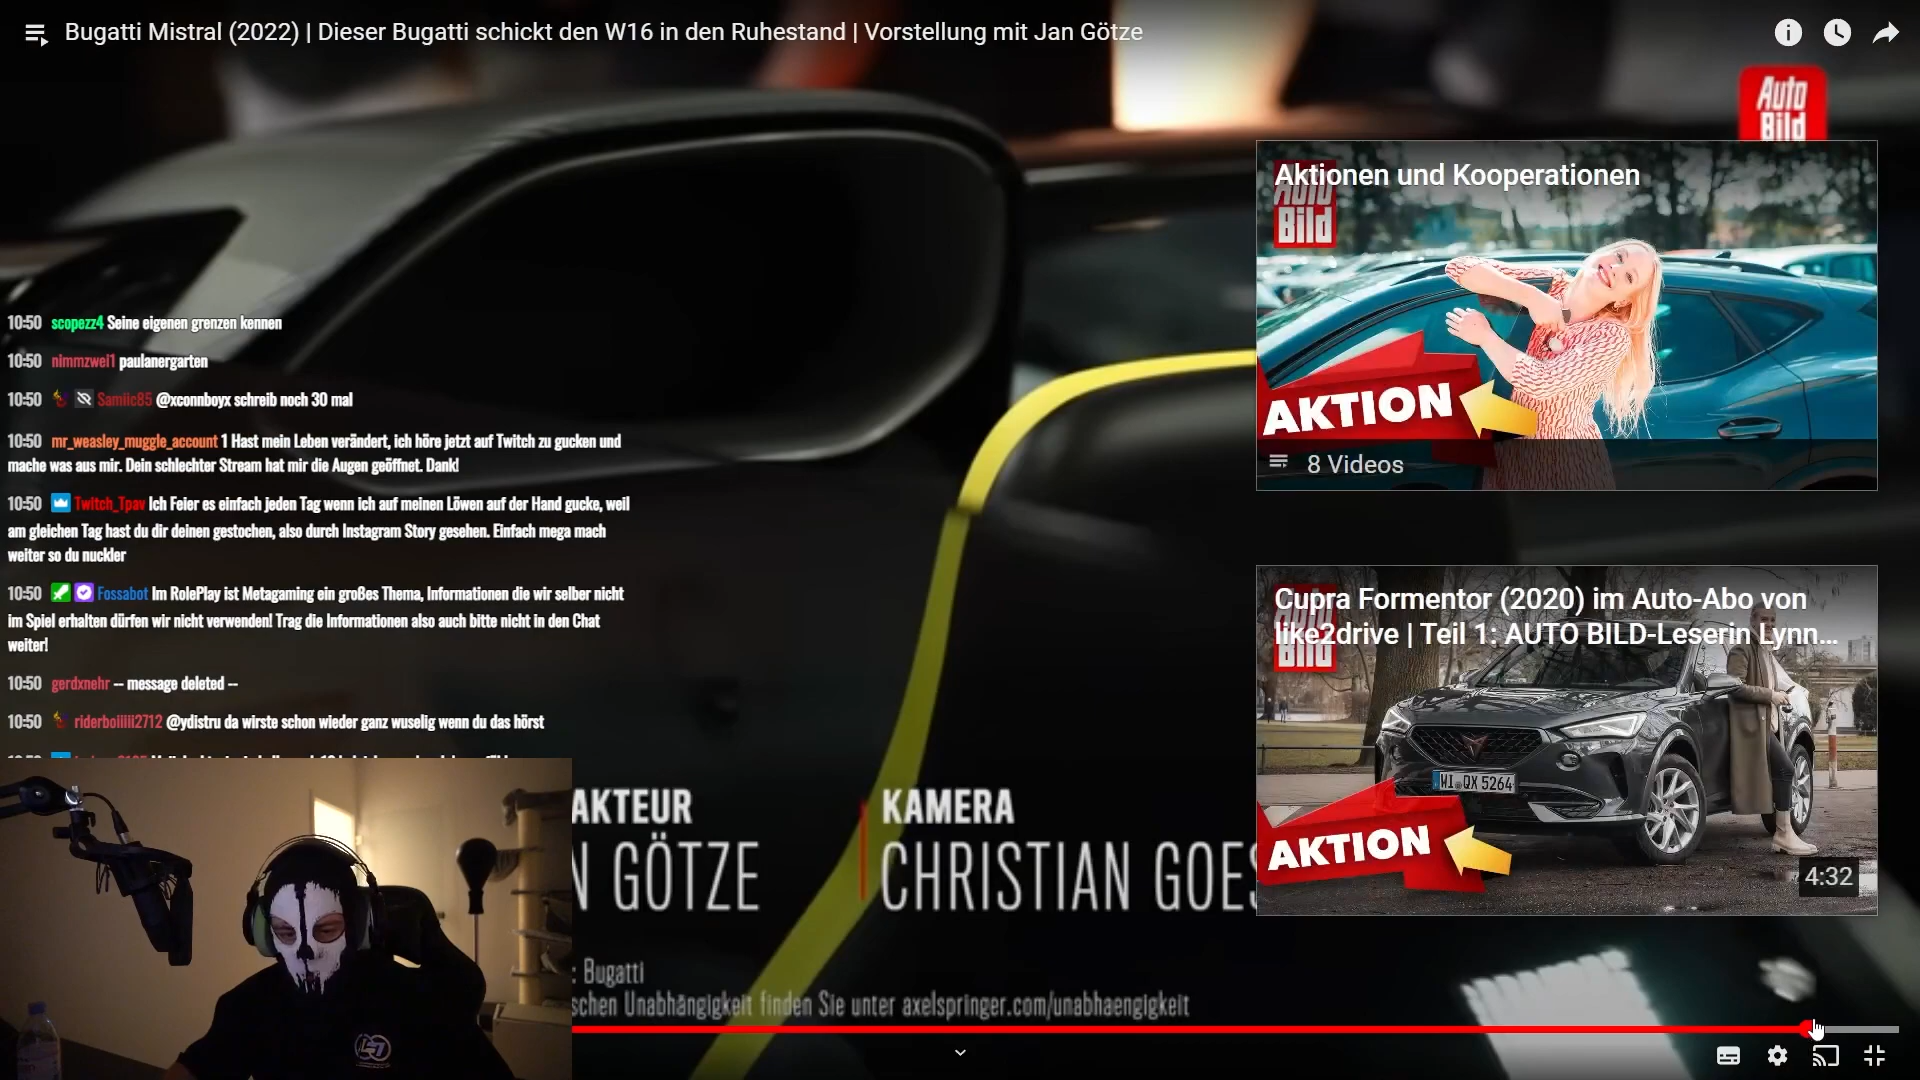 Bugatti Mistral (2022) | Dieser Bugatti schickt den W16 in den Ruhestand | Vorstellung mit Jan Götze
Auto
Bild
Aktionen und Kooperationen
Auto
Bild
AKTION
8 Videos
10:50 scopezz4 Seine eigenen grenzen kennen
10:50 nimmzwei1 paulanergarten
10:50 Samiic85 @xconnboyx schreib noch 30 mal
10:50 mr_weasley_muggle_account 1 Hast mein Leben verändert, ich höre jetzt auf Twitch zu gucken und
mache was aus mir. Dein schlechter Stream hat mir die Augen geöffnet. Dank!
10:50 Twitch_Tpav Ich Feier es einfach jeden Tag wenn ich auf meinen Löwen auf der Hand gucke, weil
am gleichen Tag hast du dir deinen gestochen, also durch Instagram Story gesehen. Einfach mega mach
weiter so du nuckler
10:50 Fossabot Im RolePlay ist Metagaming ein großes Thema, Informationen die wir selber nicht
im Spiel erhalten dürfen wir nicht verwenden! Trag die Informationen also auch bitte nicht in den Chat
weiter!
10:50 gerdxnehr -- message deleted --
10:50 riderboiiiii2712 @ydistru da wirste schon wieder ganz wuselig wenn du das hörst
Cupra Formentor (2020) im Auto-Abo von
like2drive | Teil 1: AUTO BILD-Leserin Lynn...
Bild
WI QX 5264
AKTION
4:32
AKTEUR
N GÖTZE
KAMERA
CHRISTIAN GOES
: Bugatti
schen Unabhängigkeit finden Sie unter axelspringer.com/unabhaengigkeit